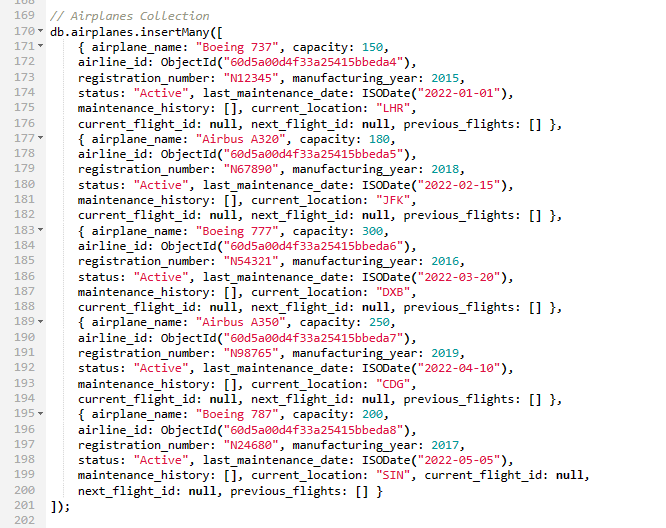 168
169 // Airplanes Collection
170 db.airplanes.insertMany([
171 { airplane_name: "Boeing 737", capacity: 150,
172 airline_id: ObjectId("60d5a00d4f33a25415bbeda4"),
173 registration_number: "N12345", manufacturing_year: 2015,
174 status: "Active", last_maintenance_date: ISODate("2022-01-01"),
175 maintenance_history: [], current_location: "LHR",
176 current_flight_id: null, next_flight_id: null, previous_flights: [] },
177 { airplane_name: "Airbus A320", capacity: 180,
178 airline_id: ObjectId("60d5a00d4f33a25415bbeda5"),
179 registration_number: "N67890", manufacturing_year: 2018,
180 status: "Active", last_maintenance_date: ISODate("2022-02-15"),
181 maintenance_history: [], current_location: "JFK",
182 current_flight_id: null, next_flight_id: null, previous_flights: [] },
183 { airplane_name: "Boeing 777", capacity: 300,
184 airline_id: ObjectId("60d5a00d4f33a25415bbeda6"),
185 registration_number: "N54321", manufacturing_year: 2016,
186 status: "Active", last_maintenance_date: ISODate("2022-03-20"),
187 maintenance_history: [], current_location: "DXB",
188 current_flight_id: null, next_flight_id: null, previous_flights: [] },
189 { airplane_name: "Airbus A350", capacity: 250,
190 airline_id: ObjectId("60d5a00d4f33a25415bbeda7"),
191 registration_number: "N98765", manufacturing_year: 2019,
192 status: "Active", last_maintenance_date: ISODate("2022-04-10"),
193 maintenance_history: [], current_location: "CDG",
194 current_flight_id: null, next_flight_id: null, previous_flights: [] },
195 { airplane_name: "Boeing 787", capacity: 200,
196 airline_id: ObjectId("60d5a00d4f33a25415bbeda8"),
197 registration_number: "N24680", manufacturing_year: 2017,
198 status: "Active", last_maintenance_date: ISODate("2022-05-05"),
199 maintenance_history: [], current_location: "SIN", current_flight_id: null,
200 next_flight_id: null, previous_flights: [] }
201 ]);
202